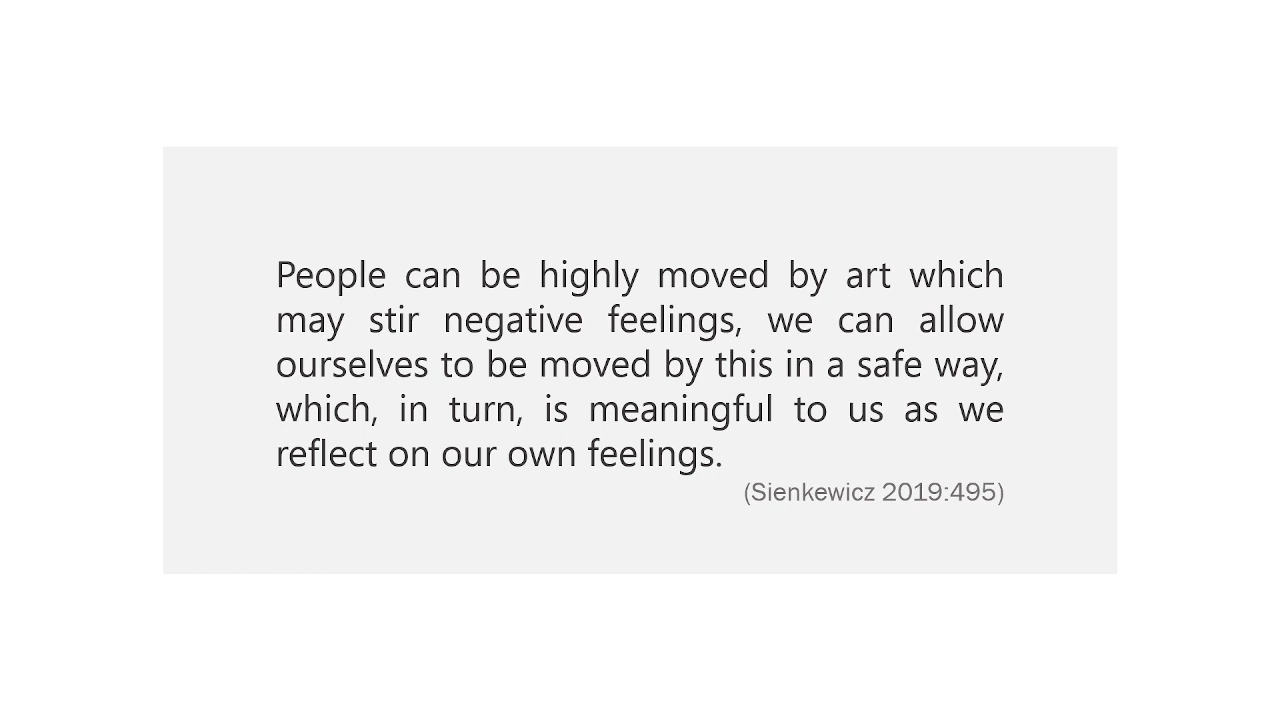 People can be highly moved by art which
may stir negative feelings, we can allow
ourselves to be moved by this in a safe way,
which, in turn, is meaningful to us as we
reflect on our own feelings.
(Sienkewicz 2019:495)